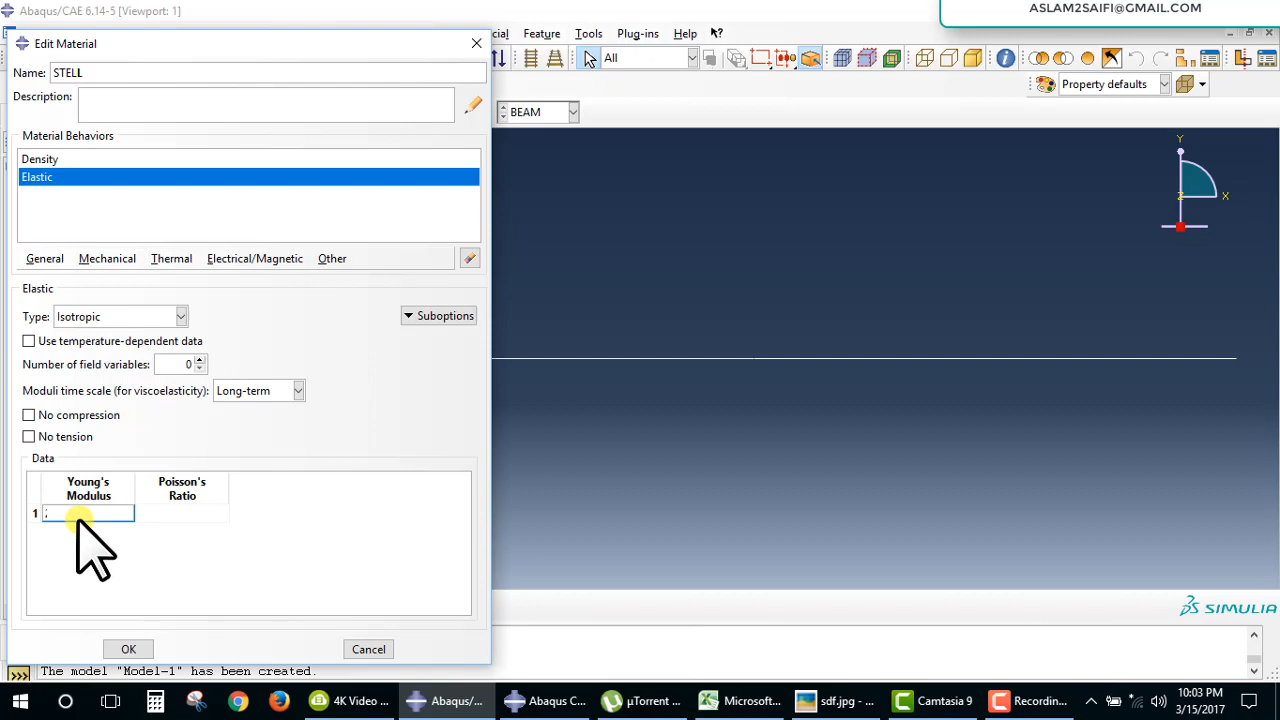 Abaqus/CAE 6.14-5 [Viewport: 1]
ASLAM2SAIFI@GMAIL.COM
Edit Material
Feature Tools Plug-ins Help
Name: STELL
All
Description:
Property defaults
BEAM
Material Behaviors
Density
Elastic
Y
Z
X
General Mechanical Thermal Electrical/Magnetic Other
Elastic
Type: Isotropic
Suboptions
Use temperature-dependent data
Number of field variables: 0
Moduli time scale (for viscoelasticity): Long-term
No compression
No tension
Data
Young's Modulus
Poisson's Ratio
1
SIMULIA
OK
Cancel
The model "Model-1" has been created.
4K Video ...
Abaqus/...
Abaqus C...
µTorrent ...
Microsoft...
sdf.jpg - ...
Camtasia 9
Recording...
10:03 PM
3/15/2017